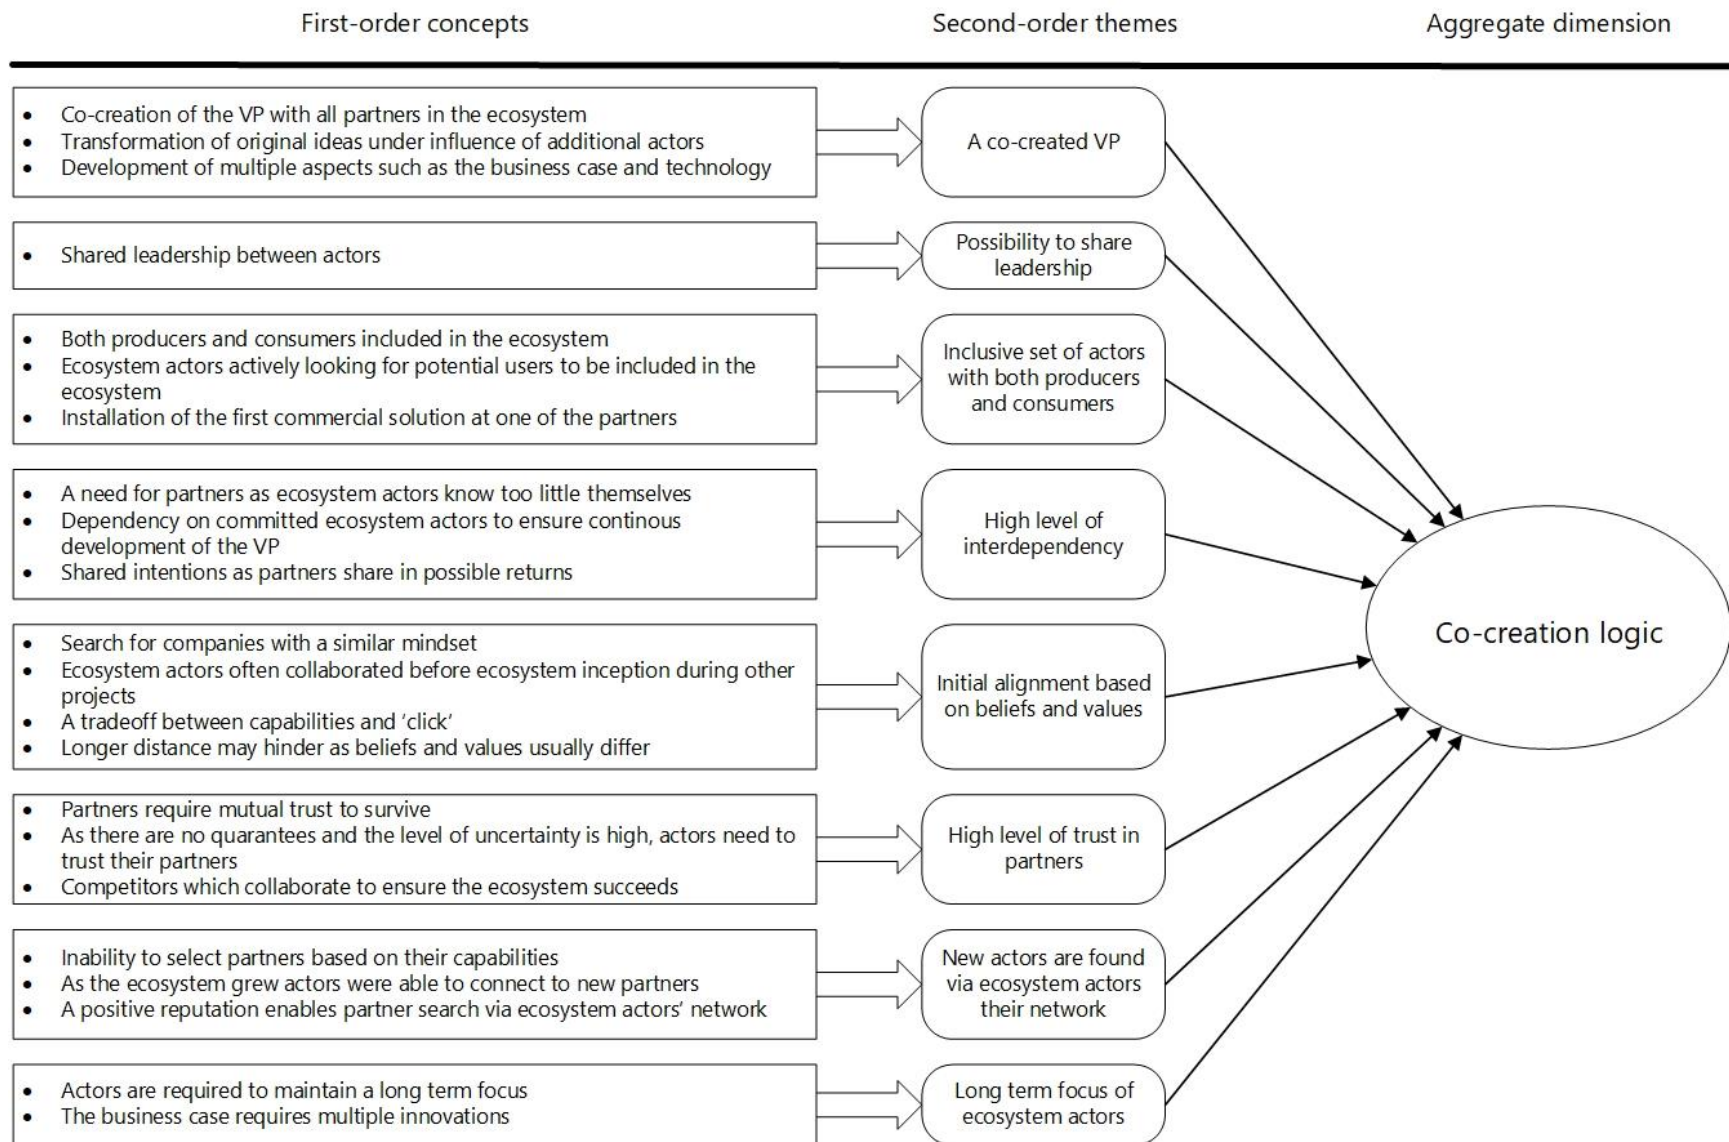 First-order concepts
Second-order themes
Aggregate dimension
• Co-creation of the VP with all partners in the ecosystem
• Transformation of original ideas under influence of additional actors
• Development of multiple aspects such as the business case and technology
A co-created VP
• Shared leadership between actors
Possibility to share
leadership
• Both producers and consumers included in the ecosystem
• Ecosystem actors actively looking for potential users to be included in the
ecosystem
• Installation of the first commercial solution at one of the partners
Inclusive set of actors
with both producers
and consumers
• A need for partners as ecosystem actors know too little themselves
• Dependency on committed ecosystem actors to ensure continous
development of the VP
• Shared intentions as partners share in possible returns
High level of
interdependency
• Search for companies with a similar mindset
• Ecosystem actors often collaborated before ecosystem inception during other
projects
• A tradeoff between capabilities and ‘click’
• Longer distance may hinder as beliefs and values usually differ
Initial alignment based
on beliefs and values
• Partners require mutual trust to survive
• As there are no quarantees and the level of uncertainty is high, actors need to
trust their partners
• Competitors which collaborate to ensure the ecosystem succeeds
High level of trust in
partners
• Inability to select partners based on their capabilities
• As the ecosystem grew actors were able to connect to new partners
• A positive reputation enables partner search via ecosystem actors’ network
New actors are found
via ecosystem actors
their network
• Actors are required to maintain a long term focus
• The business case requires multiple innovations
Long term focus of
ecosystem actors
Co-creation logic